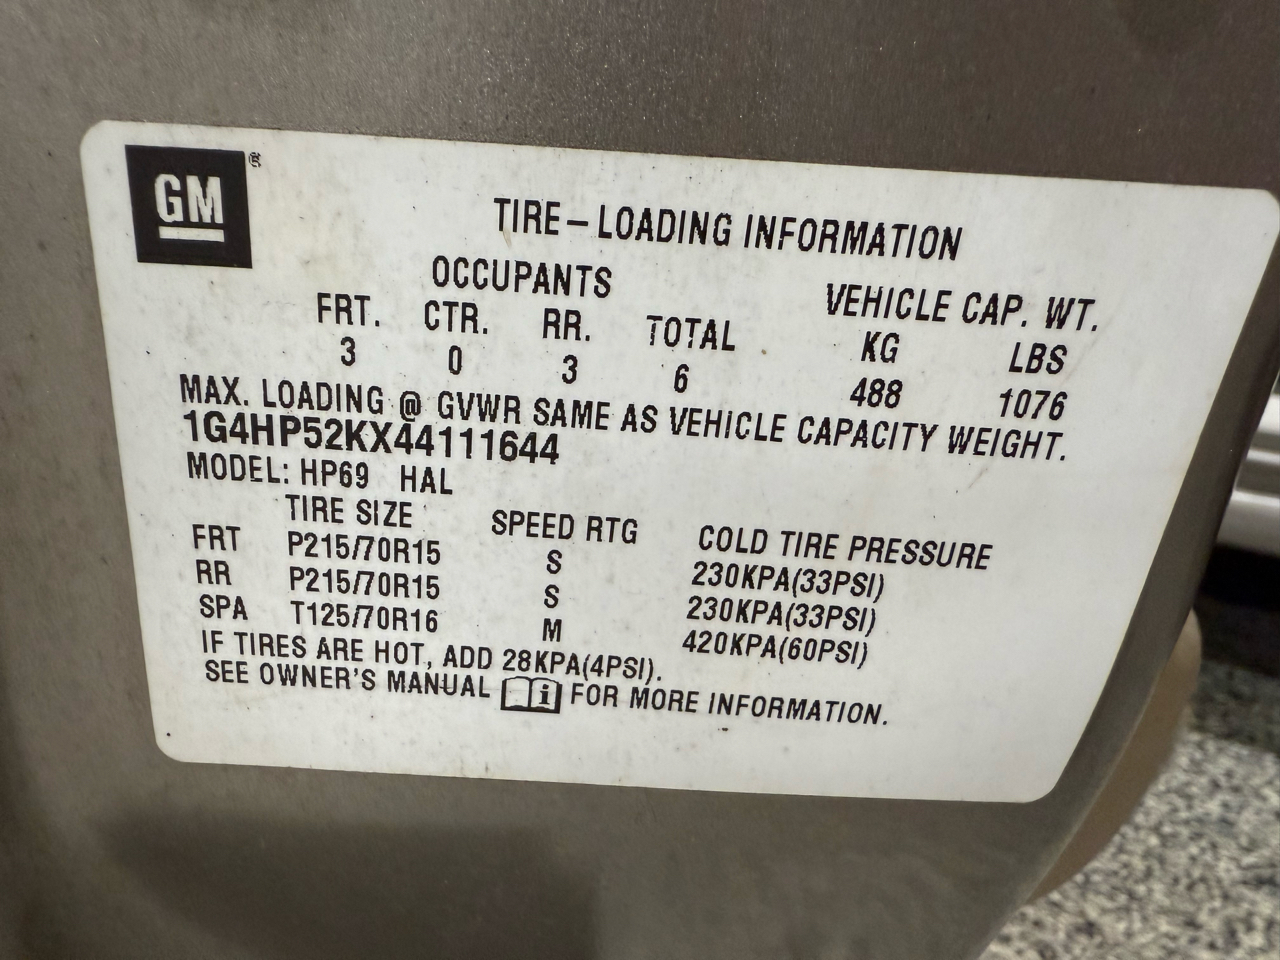 GM ®
TIRE-LOADING INFORMATION
OCCUPANTS VEHICLE CAP. WT.
FRT. CTR. RR. TOTAL KG LBS
3 0 3 6 488 1076
MAX. LOADING @ GVWR SAME AS VEHICLE CAPACITY WEIGHT.
1G4HP52KX44111644
MODEL: HP69 HAL
TIRE SIZE SPEED RTG COLD TIRE PRESSURE
FRT P215/70R15 S 230KPA(33PSI)
RR P215/70R15 S 230KPA(33PSI)
SPA T125/70R16 M 420KPA(60PSI)
IF TIRES ARE HOT, ADD 28KPA(4PSI).
SEE OWNER'S MANUAL i FOR MORE INFORMATION.